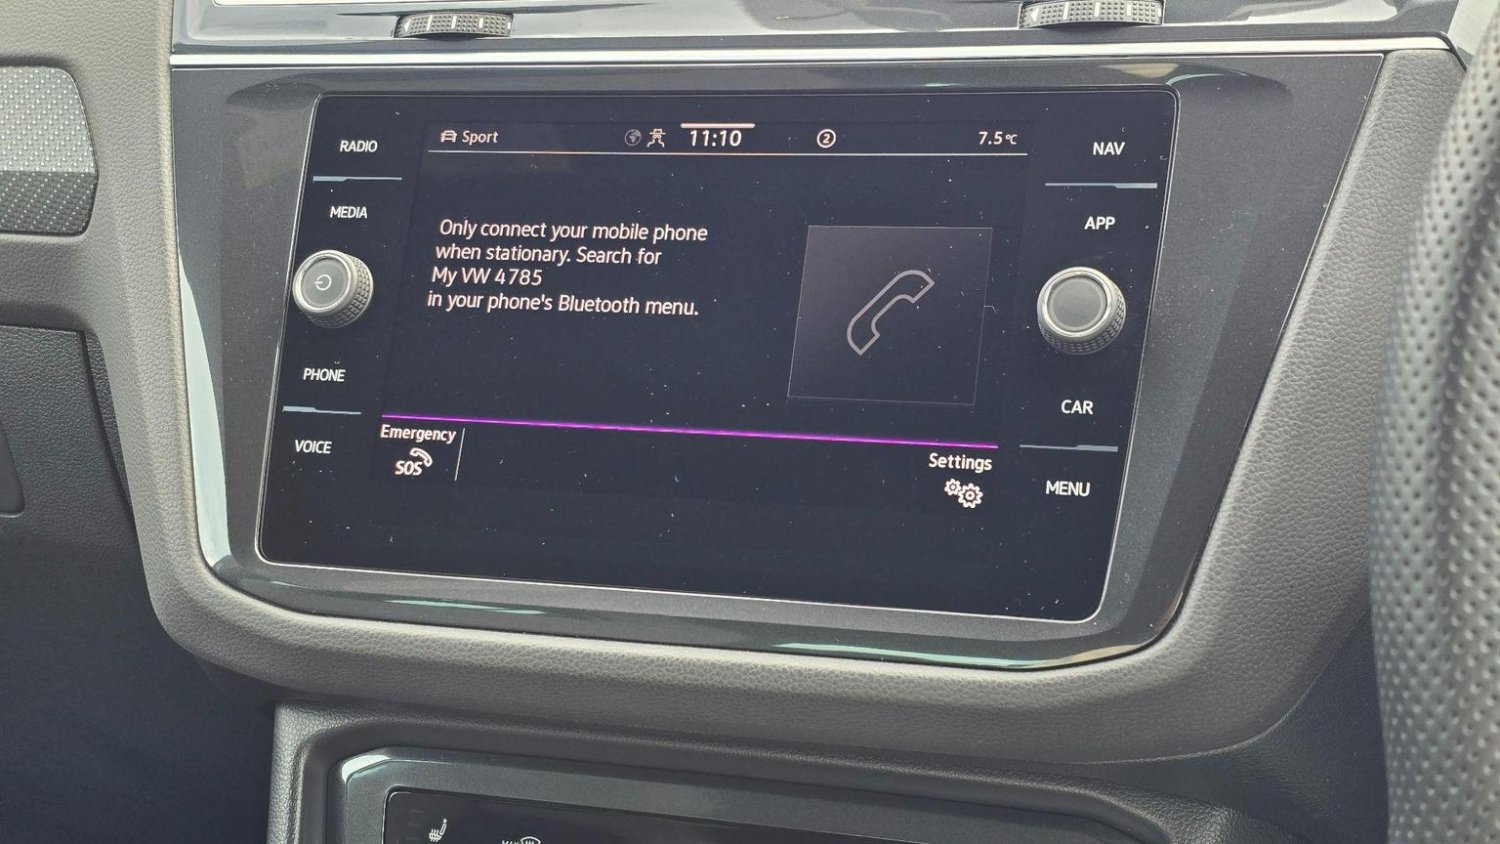 RADIO
MEDIA
PHONE
VOICE
Sport
11:10
2
7.5°C
Only connect your mobile phone
when stationary. Search for
My VW 4785
in your phone's Bluetooth menu.
Emergency
SOS
Settings
NAV
APP
CAR
MENU
MAX